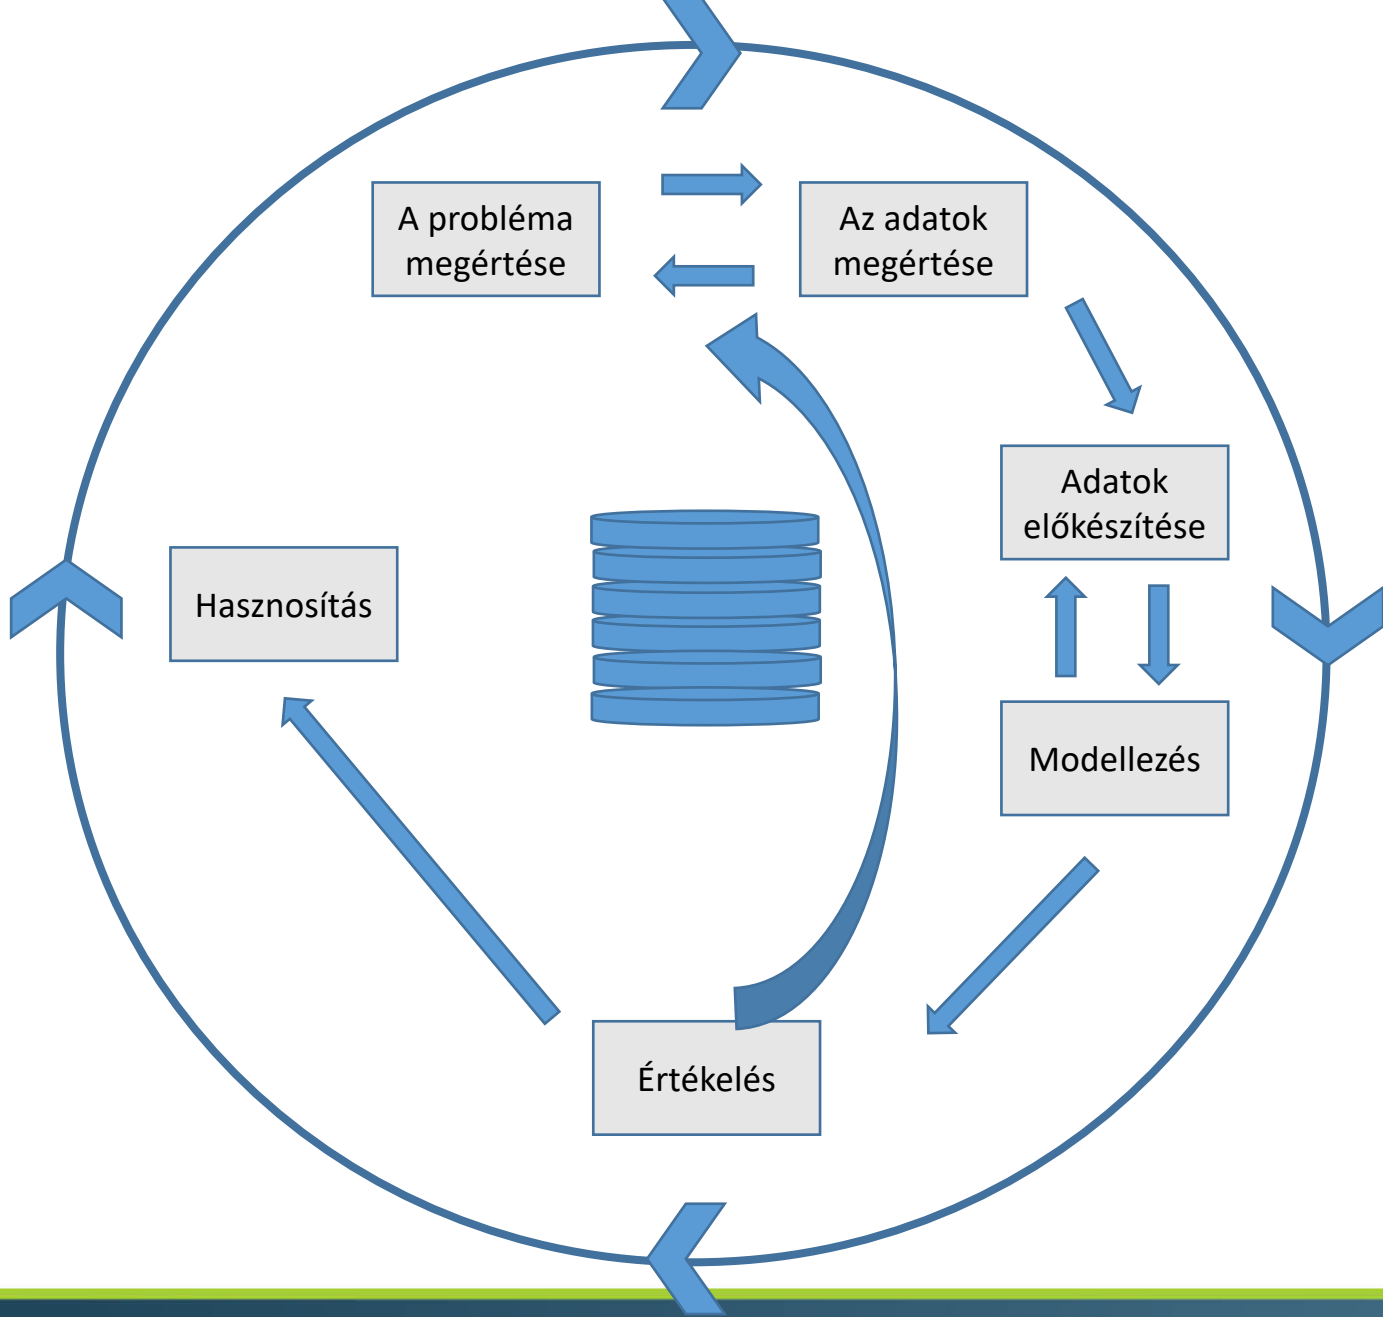 A probléma
megértése
Az adatok
megértése
Adatok
előkészítése
Hasznosítás
Modellezés
Értékelés